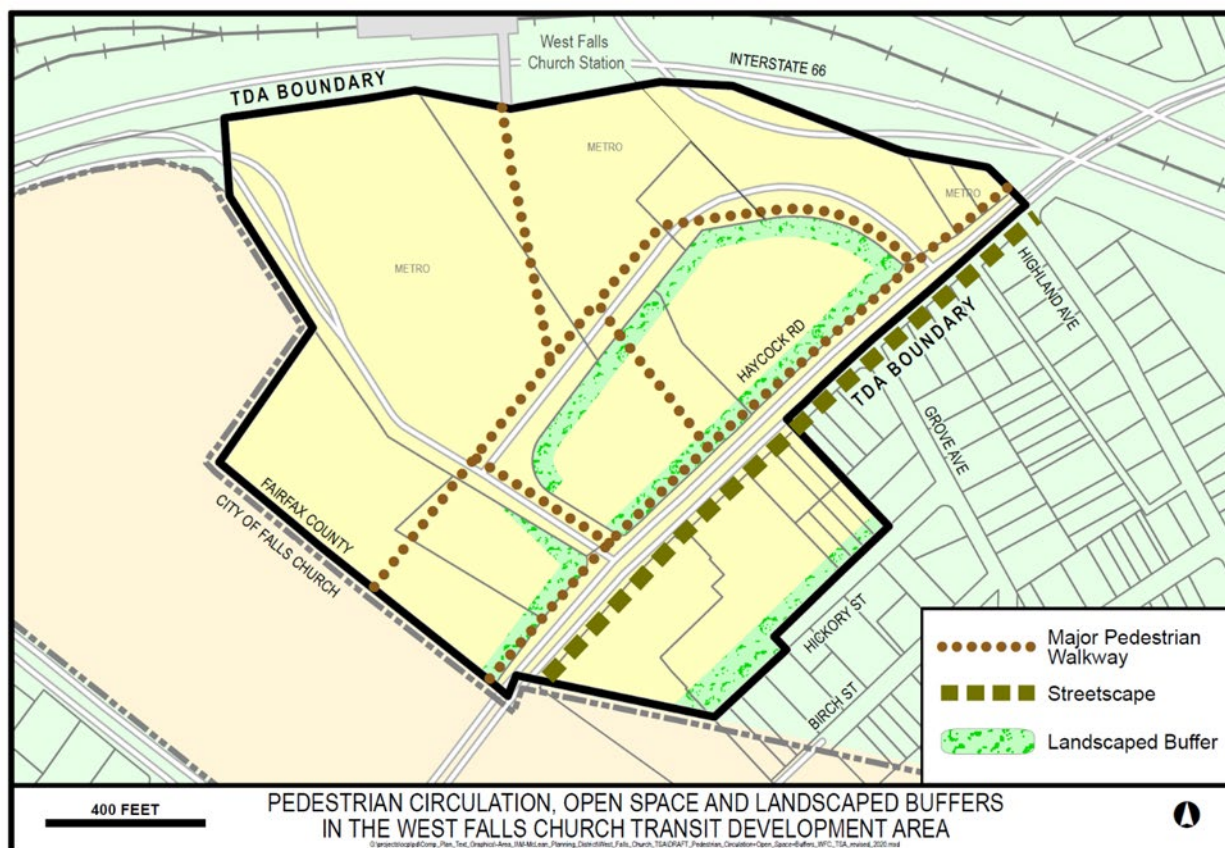 West Falls
Church Station
INTERSTATE 66
TDA BOUNDARY
METRO
METRO
METRO
HIGHLAND AVE
HAYCOCK RD
TDA BOUNDARY
GROVE AVE
FAIRFAX COUNTY
CITY OF FALLS CHURCH
HICKORY ST
BIRCH ST
Major Pedestrian
Walkway
Streetscape
Landscaped Buffer
400 FEET
PEDESTRIAN CIRCULATION, OPEN SPACE AND LANDSCAPED BUFFERS
IN THE WEST FALLS CHURCH TRANSIT DEVELOPMENT AREA